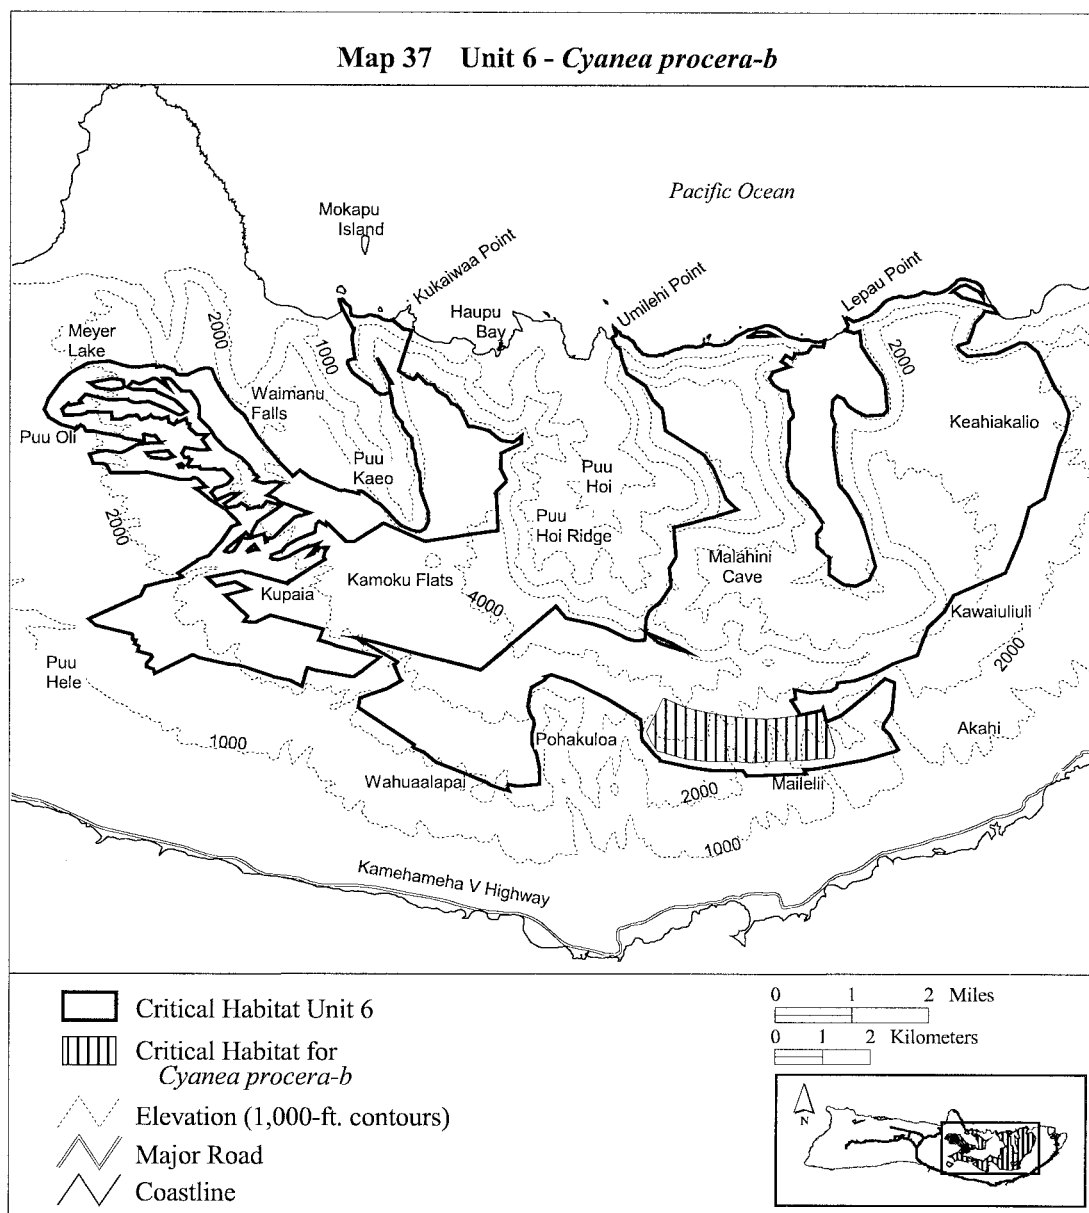 Map 37 Unit 6 - Cyanea procera-b
Pacific Ocean
Mokapu
Island
Kukaiwaa Point
Haupu
Bay
Umilehi Point
Lepau Point
Meyer
Lake
2000
1000
Waimanu
Falls
2000
Keahiakalio
Puu Oli
Puu
Kaeo
Puu
Hoi
Puu
Hoi Ridge
2000
Malahini
Cave
Kamoku Flats
Kupaia
4000
Kawaiuliuli
Puu
Hele
2000
1000
Pohakuloa
Akahi
Wahuaalapai
Mailelii
2000
1000
Kamehameha V Highway
Critical Habitat Unit 6
Critical Habitat for
Cyanea procera-b
Elevation (1,000-ft. contours)
Major Road
Coastline
0 1 2 Miles
0 1 2 Kilometers
N